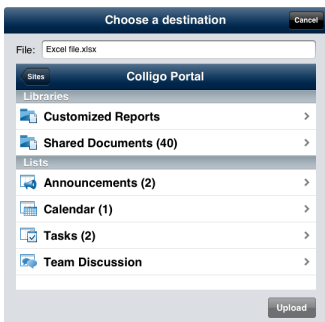 Choose a destination
Cancel
File: Excel file.xlsx
Sites
Colligo Portal
Libraries
Customized Reports
Shared Documents (40)
Lists
Announcements (2)
Calendar (1)
Tasks (2)
Team Discussion
Upload